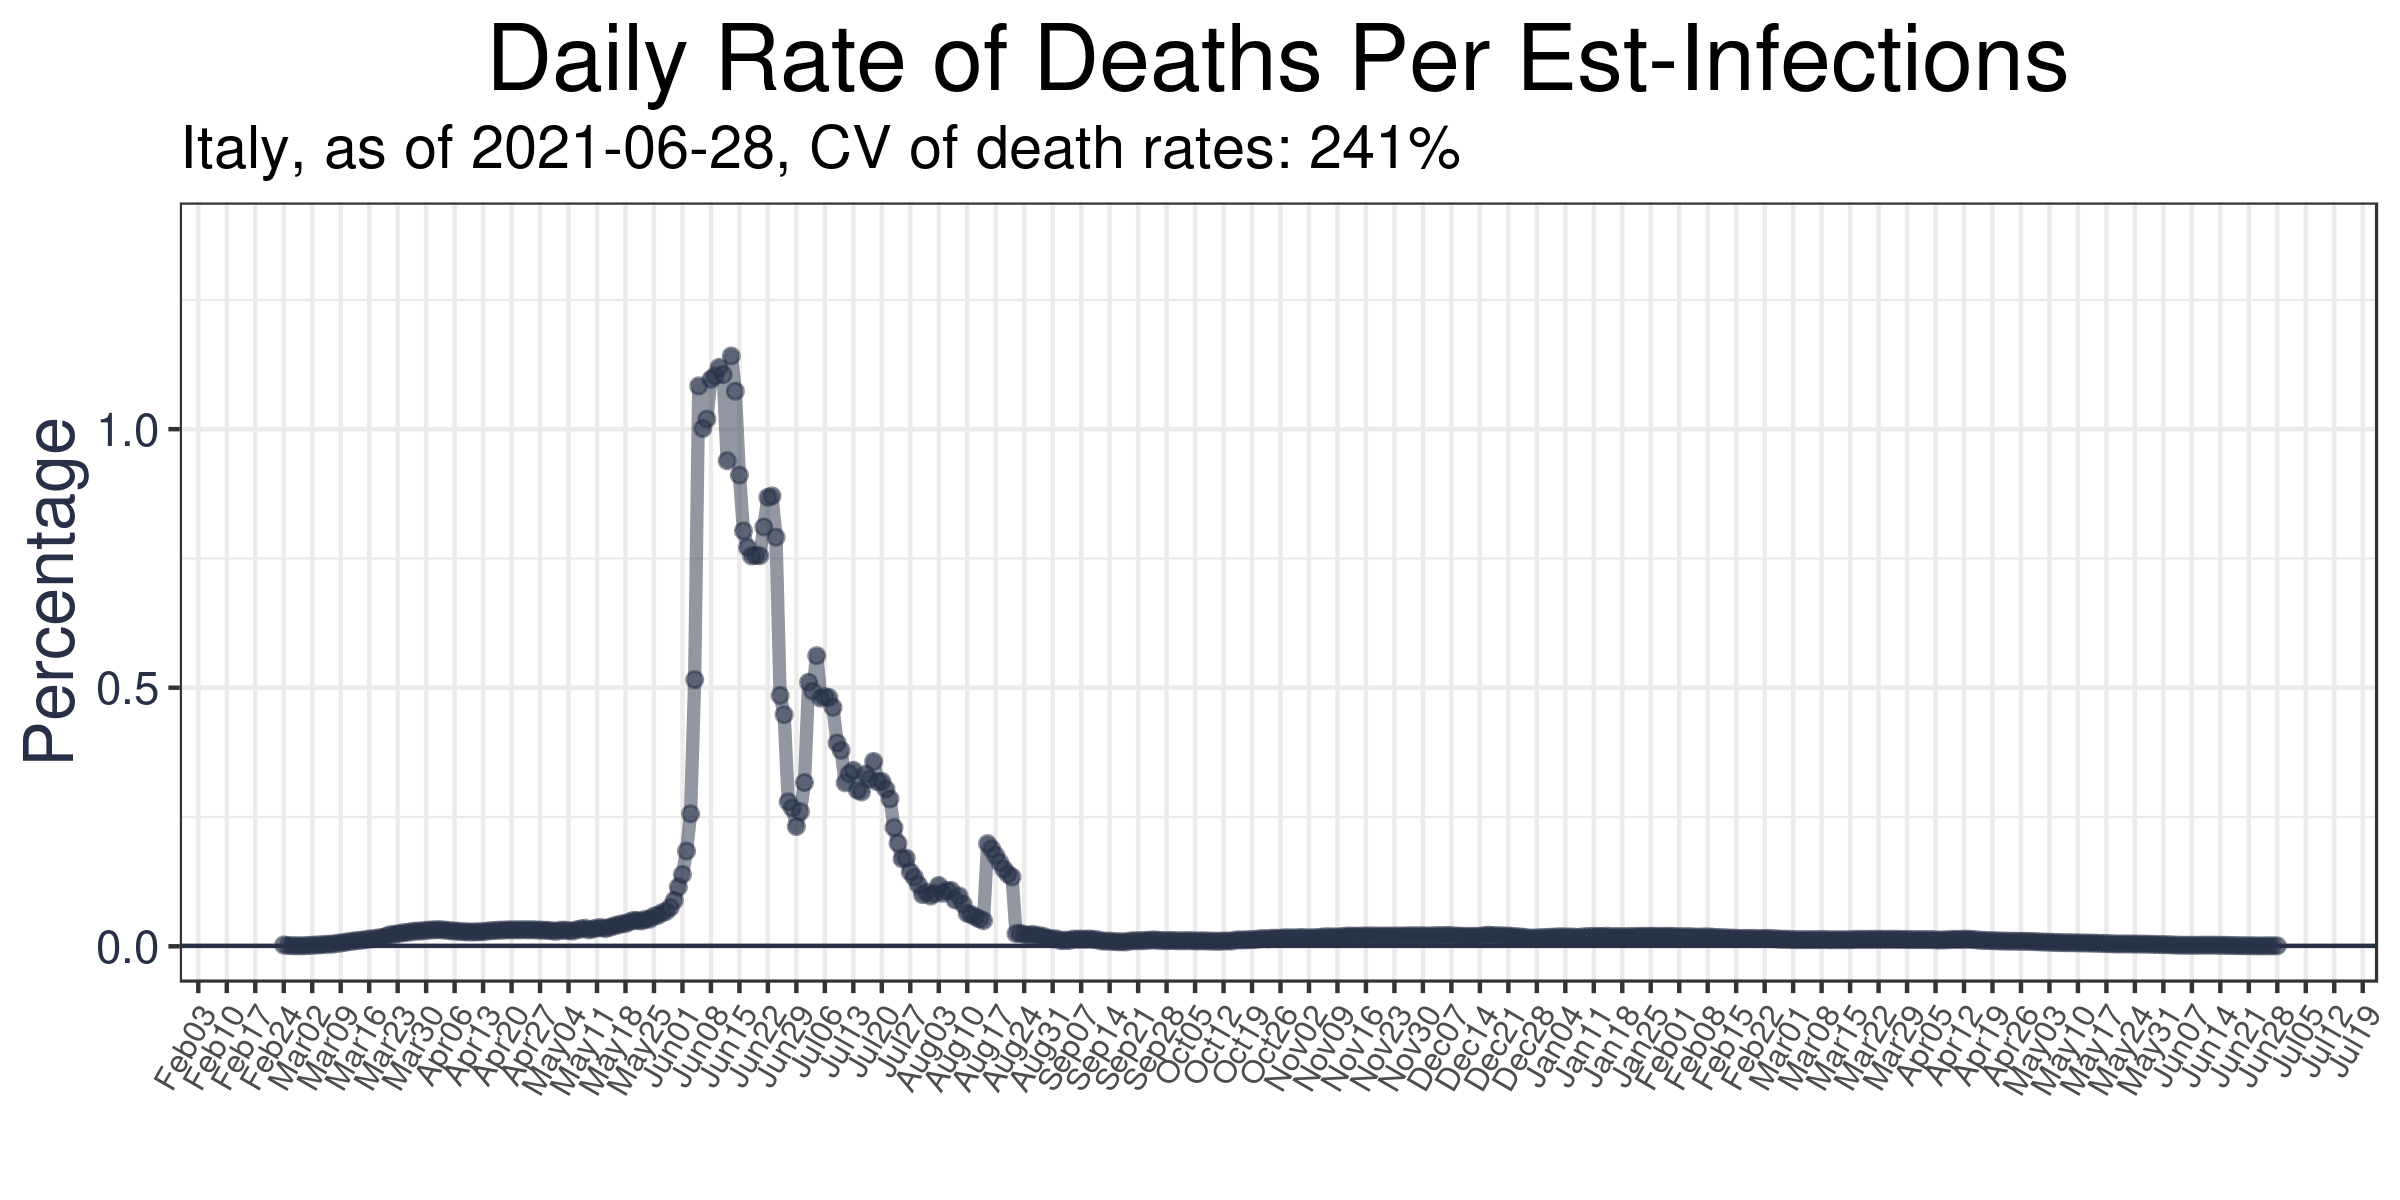 Daily Rate of Deaths Per Est-Infections
Italy, as of 2021-06-28, CV of death rates: 241%
Percentage
1.0
0.5
0.0
Feb03
Feb10
Feb17
Feb24
Mar02
Mar09
Mar16
Mar23
Mar30
Apr06
Apr13
Apr20
Apr27
May04
May11
May18
May25
Jun01
Jun08
Jun15
Jun22
Jun29
Jul06
Jul13
Jul20
Jul27
Aug03
Aug10
Aug17
Aug24
Aug31
Sep07
Sep14
Sep21
Sep28
Oct05
Oct12
Oct19
Oct26
Nov02
Nov09
Nov16
Nov23
Nov30
Dec07
Dec14
Dec21
Dec28
Jan04
Jan11
Jan18
Jan25
Feb01
Feb08
Feb15
Feb22
Mar01
Mar08
Mar15
Mar22
Mar29
Apr05
Apr12
Apr19
Apr26
May03
May10
May17
May24
May31
Jun07
Jun14
Jun21
Jun28
Jul05
Jul12
Jul19